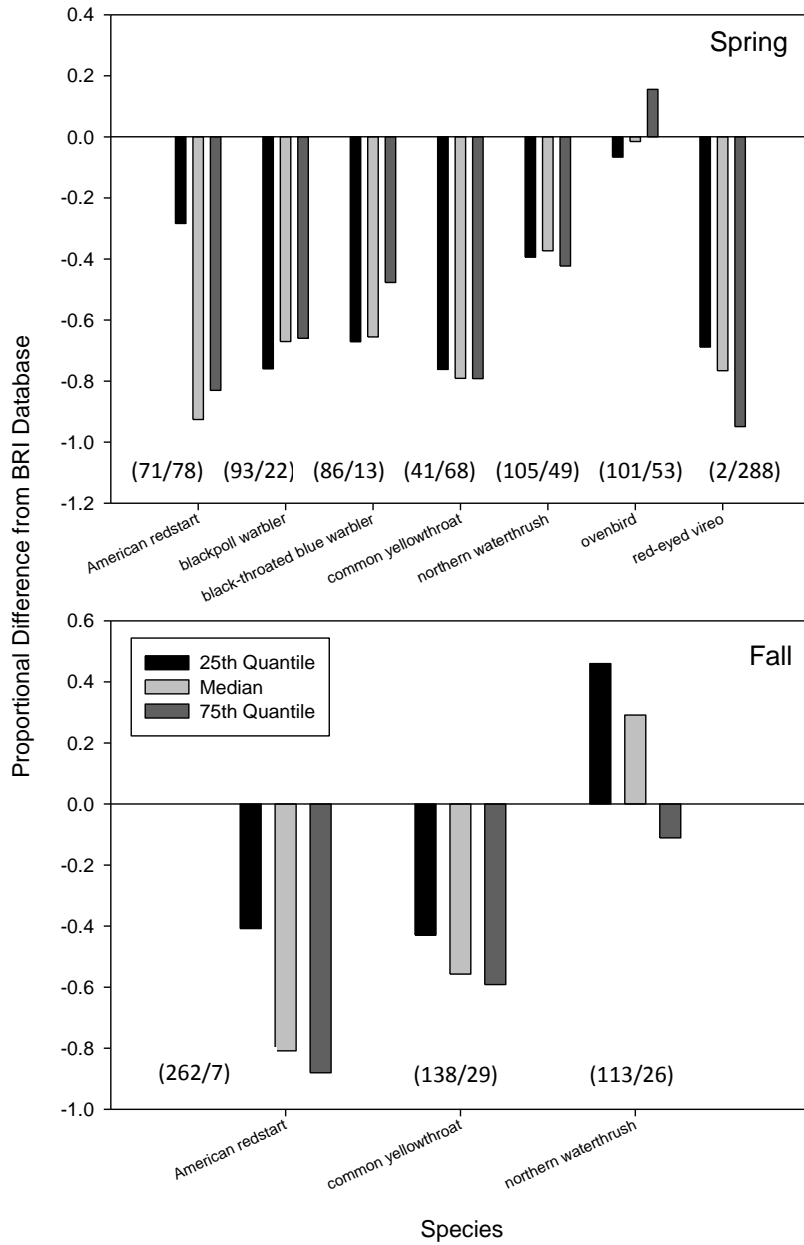 Proportional Difference from BRI Database
Spring
0.4
0.2
0.0
-0.2
-0.4
-0.6
-0.8
-1.0
-1.2
(71/78)
(93/22)
(86/13)
(41/68)
(105/49)
(101/53)
(2/288)
American redstart
blackpoll warbler
black-throated blue warbler
common yellowthroat
northern waterthrush
ovenbird
red-eyed vireo
Fall
0.6
0.4
0.2
0.0
-0.2
-0.4
-0.6
-0.8
-1.0
25th Quantile
Median
75th Quantile
(262/7)
(138/29)
(113/26)
American redstart
common yellowthroat
northern waterthrush
Species